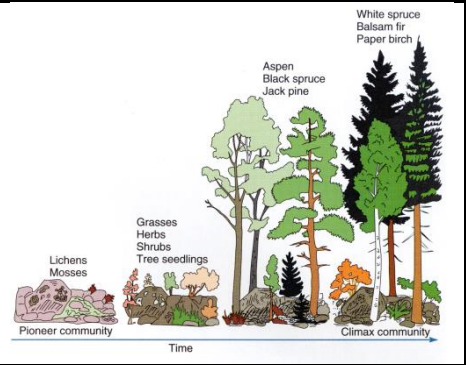 White spruce
Balsam fir
Paper birch
Aspen
Black spruce
Jack pine
Grasses
Herbs
Shrubs
Tree seedlings
Lichens
Mosses
Pioneer community
Climax community
Time